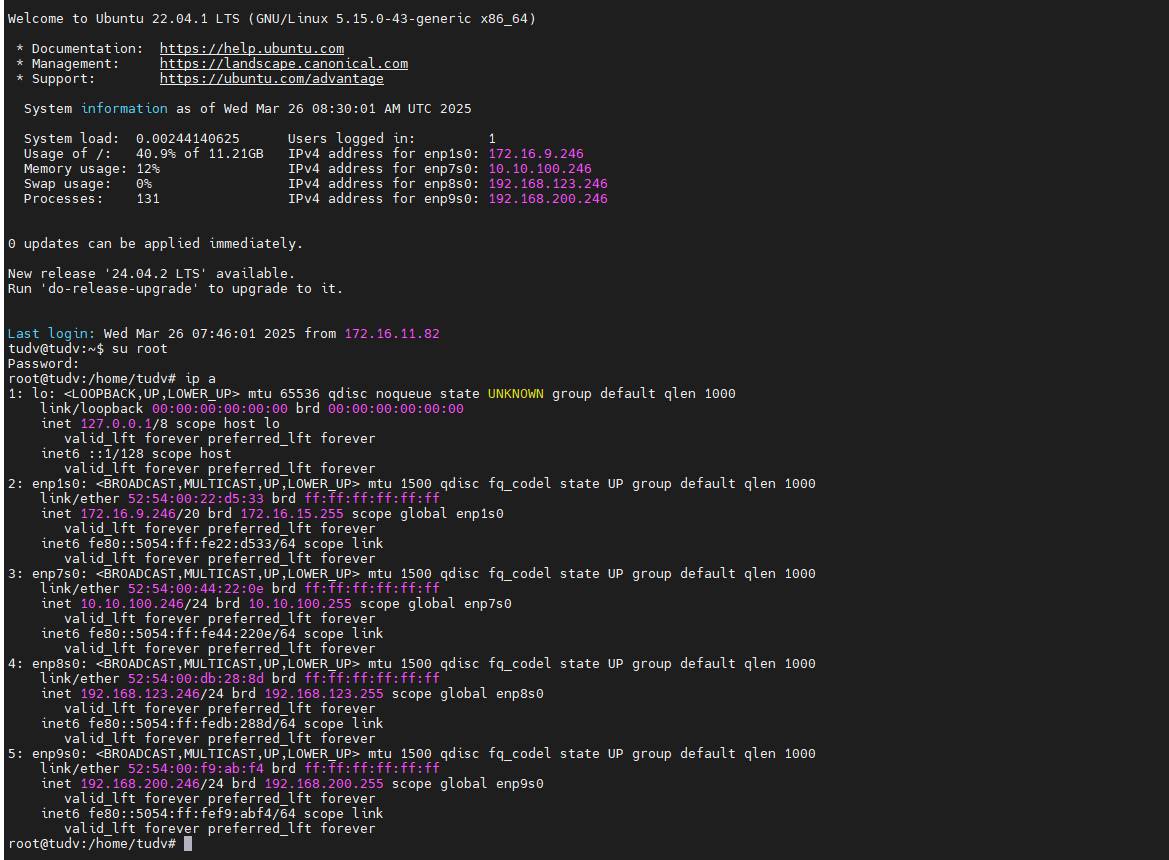 Welcome to Ubuntu 22.04.1 LTS (GNU/Linux 5.15.0-43-generic x86_64)
* Documentation: https://help.ubuntu.com
* Management: https://landscape.canonical.com
* Support: https://ubuntu.com/advantage
System information as of Wed Mar 26 08:30:01 AM UTC 2025
System load: 0.00244140625 Users logged in: 1
Usage of /: 40.9% of 11.21GB IPv4 address for enp1s0: 172.16.9.246
Memory usage: 12% IPv4 address for enp7s0: 10.10.100.246
Swap usage: 0% IPv4 address for enp8s0: 192.168.123.246
Processes: 131 IPv4 address for enp9s0: 192.168.200.246
0 updates can be applied immediately.
New release '24.04.2 LTS' available.
Run 'do-release-upgrade' to upgrade to it.
Last login: Wed Mar 26 07:46:01 2025 from 172.16.11.82
tudv@tudv:~$ su root
Password:
root@tudv:/home/tudv# ip a
1: lo: <LOOPBACK,UP,LOWER_UP> mtu 65536 qdisc noqueue state UNKNOWN group default qlen 1000
link/loopback 00:00:00:00:00:00 brd 00:00:00:00:00:00
inet 127.0.0.1/8 scope host lo
valid_lft forever preferred_lft forever
inet6 ::1/128 scope host
valid_lft forever preferred_lft forever
2: enp1s0: <BROADCAST,MULTICAST,UP,LOWER_UP> mtu 1500 qdisc fq_codel state UP group default qlen 1000
link/ether 52:54:00:22:d5:33 brd ff:ff:ff:ff:ff:ff
inet 172.16.9.246/20 brd 172.16.15.255 scope global enp1s0
valid_lft forever preferred_lft forever
inet6 fe80::5054:ff:fe22:d533/64 scope link
valid_lft forever preferred_lft forever
3: enp7s0: <BROADCAST,MULTICAST,UP,LOWER_UP> mtu 1500 qdisc fq_codel state UP group default qlen 1000
link/ether 52:54:00:44:22:0e brd ff:ff:ff:ff:ff:ff
inet 10.10.100.246/24 brd 10.10.100.255 scope global enp7s0
valid_lft forever preferred_lft forever
inet6 fe80::5054:ff:fe44:220e/64 scope link
valid_lft forever preferred_lft forever
4: enp8s0: <BROADCAST,MULTICAST,UP,LOWER_UP> mtu 1500 qdisc fq_codel state UP group default qlen 1000
link/ether 52:54:00:db:28:8d brd ff:ff:ff:ff:ff:ff
inet 192.168.123.246/24 brd 192.168.123.255 scope global enp8s0
valid_lft forever preferred_lft forever
inet6 fe80::5054:ff:fedb:288d/64 scope link
valid_lft forever preferred_lft forever
5: enp9s0: <BROADCAST,MULTICAST,UP,LOWER_UP> mtu 1500 qdisc fq_codel state UP group default qlen 1000
link/ether 52:54:00:f9:ab:f4 brd ff:ff:ff:ff:ff:ff
inet 192.168.200.246/24 brd 192.168.200.255 scope global enp9s0
valid_lft forever preferred_lft forever
inet6 fe80::5054:ff:fef9:abf4/64 scope link
valid_lft forever preferred_lft forever
root@tudv:/home/tudv#